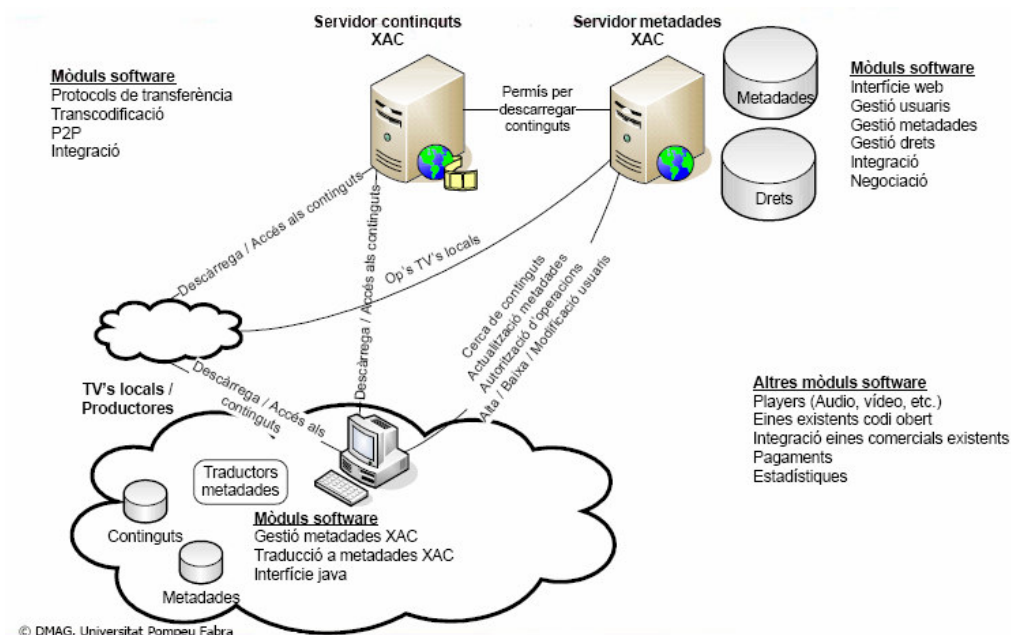 Servidor continguts
XAC
Servidor metadades
XAC
Mòduls software
Protocols de transferència
Transcodificació
P2P
Integració
Permís per
descarregar
continguts
Metadades
Drets
Mòduls software
Interfície web
Gestió usuaris
Gestió metadades
Gestió drets
Integració
Negociació
Descàrrega / Accés als continguts
Descàrrega / Accés als continguts
Op's TV's locals
Cerca de continguts
Actualització metadades
Autorització d'operacions
Alta / Baixa / Modificació usuaris
Descàrrega / Accés als
continguts
TV's locals /
Productores
Altres mòduls software
Players (Audio, vídeo, etc.)
Eines existents codi obert
Integració eines comercials existents
Pagaments
Estadístiques
Traductors
metadades
Continguts
Metadades
Mòduls software
Gestió metadades XAC
Traducció a metadades XAC
Interfície java
© DMAG, Universitat Pompeu Fabra